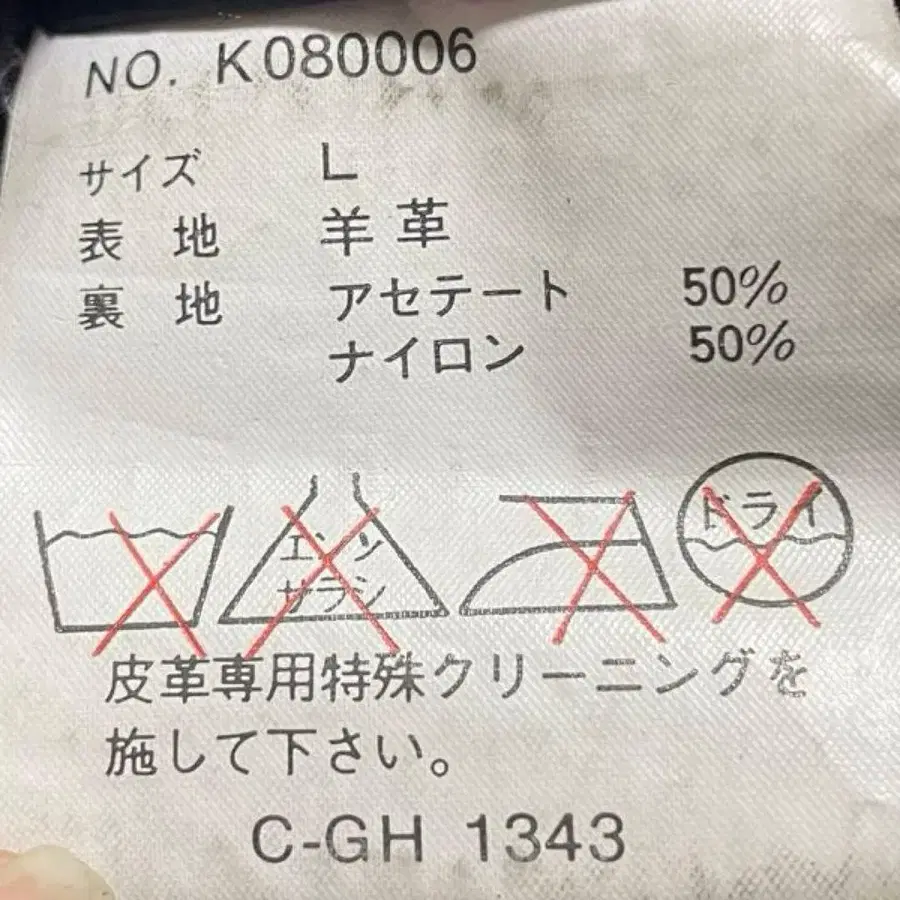 NO. K080006
サイズ L
表地 羊革
裏地 アセテート 50%
ナイロン 50%
エンソ
サラシ
ドライ
皮革専用特殊クリーニングを
施して下さい。
C-GH 1343